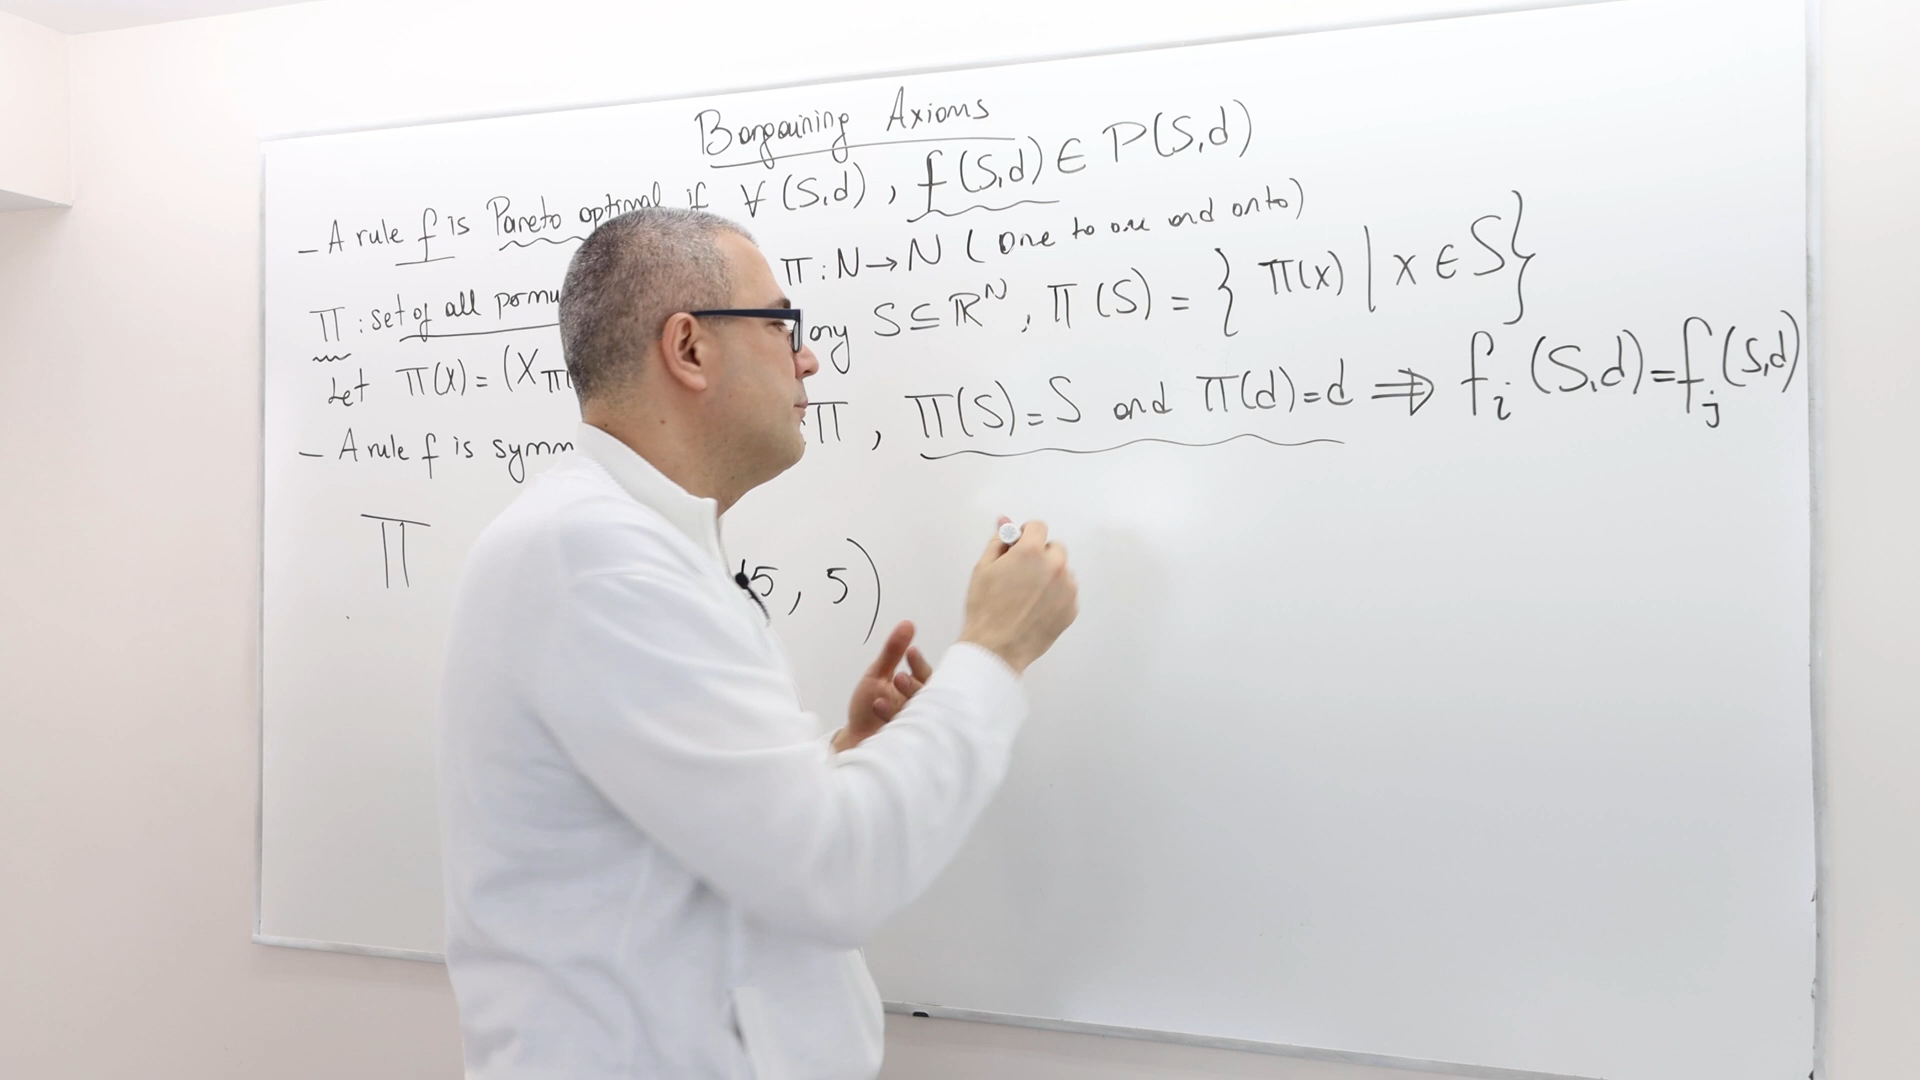 Bargaining Axioms
- A rule f is Pareto optimal if ∀ (S,d), f(S,d) ∈ P(S,d)
Π : set of all permu π : N → N (one to one and onto)
Let π(x) = (x_π( any S ⊆ ℝ^N, π(S) = { π(x) | x ∈ S }
- A rule f is symm Π, π(S) = S and π(d) = d ⇒ f_i (S,d) = f_j (S,d)
π 5, 5)